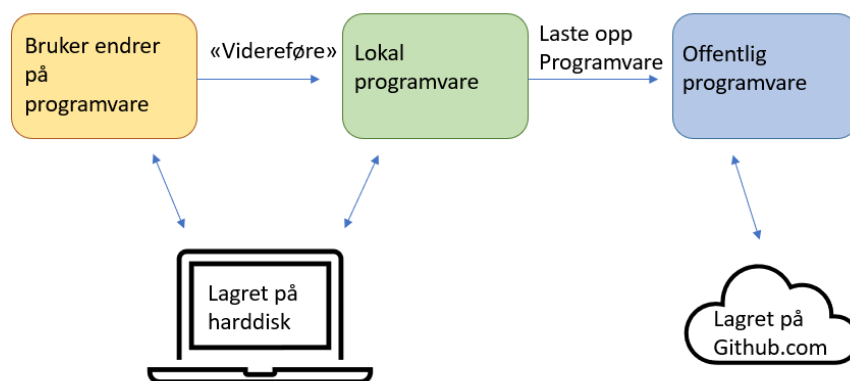 Bruker endrer
på
programvare
«Videreføre»
Lokal
programvare
Laste opp
Programvare
Offentlig
programvare
Lagret på
harddisk
Lagret på
Github.com